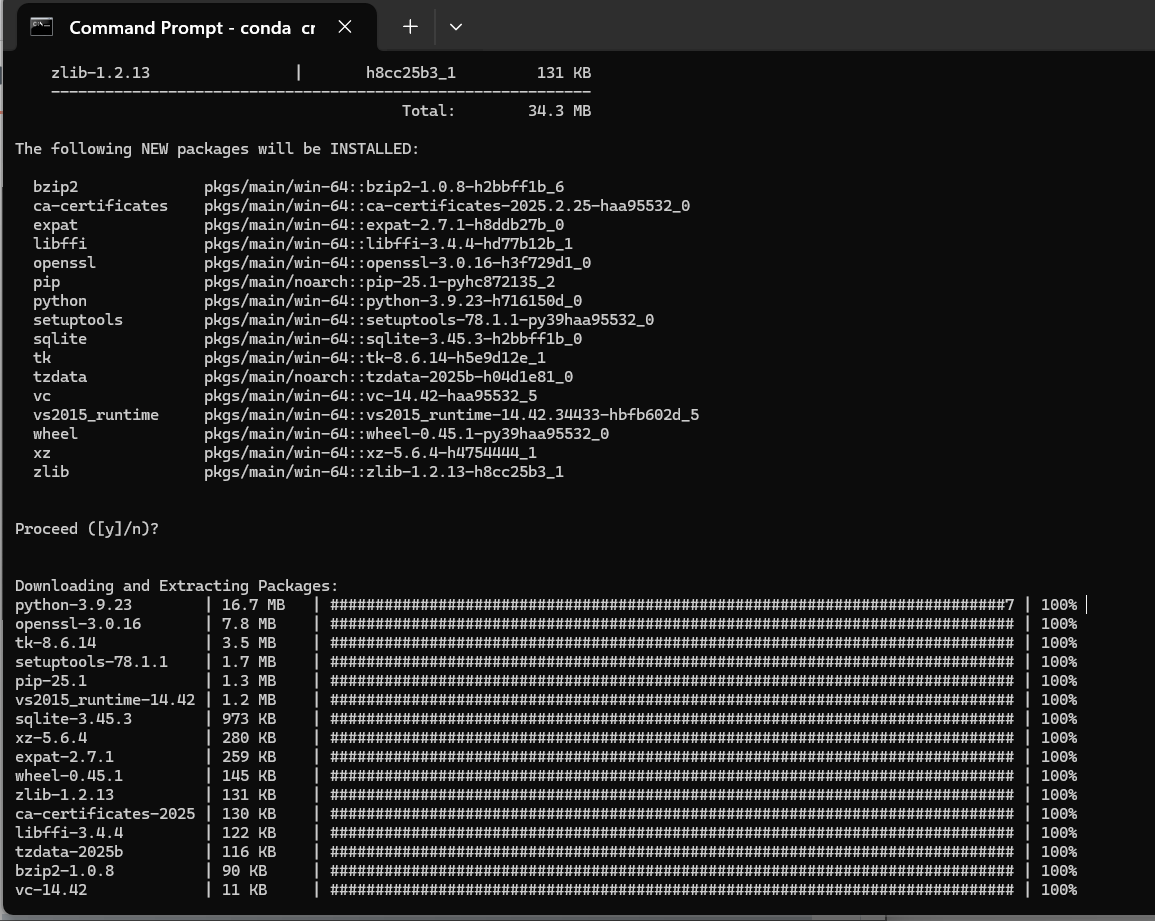 Command Prompt - conda cr
zlib-1.2.13 | h8cc25b3_1 131 KB
------------------------------------------------------------
Total: 34.3 MB
The following NEW packages will be INSTALLED:
bzip2 pkgs/main/win-64::bzip2-1.0.8-h2bbff1b_6
ca-certificates pkgs/main/win-64::ca-certificates-2025.2.25-haa95532_0
expat pkgs/main/win-64::expat-2.7.1-h8ddb27b_0
libffi pkgs/main/win-64::libffi-3.4.4-hd77b12b_1
openssl pkgs/main/win-64::openssl-3.0.16-h3f729d1_0
pip pkgs/main/noarch::pip-25.1-pyhc872135_2
python pkgs/main/win-64::python-3.9.23-h716150d_0
setuptools pkgs/main/win-64::setuptools-78.1.1-py39haa95532_0
sqlite pkgs/main/win-64::sqlite-3.45.3-h2bbff1b_0
tk pkgs/main/win-64::tk-8.6.14-h5e9d12e_1
tzdata pkgs/main/noarch::tzdata-2025b-h04d1e81_0
vc pkgs/main/win-64::vc-14.42-haa95532_5
vs2015_runtime pkgs/main/win-64::vs2015_runtime-14.42.34433-hbfb602d_5
wheel pkgs/main/win-64::wheel-0.45.1-py39haa95532_0
xz pkgs/main/win-64::xz-5.6.4-h4754444_1
zlib pkgs/main/win-64::zlib-1.2.13-h8cc25b3_1
Proceed ([y]/n)?
Downloading and Extracting Packages:
python-3.9.23 | 16.7 MB | ###########################################################################7 | 100%
openssl-3.0.16 | 7.8 MB | ############################################################################ | 100%
tk-8.6.14 | 3.5 MB | ############################################################################ | 100%
setuptools-78.1.1 | 1.7 MB | ############################################################################ | 100%
pip-25.1 | 1.3 MB | ############################################################################ | 100%
vs2015_runtime-14.42 | 1.2 MB | ############################################################################ | 100%
sqlite-3.45.3 | 973 KB | ############################################################################ | 100%
xz-5.6.4 | 280 KB | ############################################################################ | 100%
expat-2.7.1 | 259 KB | ############################################################################ | 100%
wheel-0.45.1 | 145 KB | ############################################################################ | 100%
zlib-1.2.13 | 131 KB | ############################################################################ | 100%
ca-certificates-2025 | 130 KB | ############################################################################ | 100%
libffi-3.4.4 | 122 KB | ############################################################################ | 100%
tzdata-2025b | 116 KB | ############################################################################ | 100%
bzip2-1.0.8 | 90 KB | ############################################################################ | 100%
vc-14.42 | 11 KB | ############################################################################ | 100%